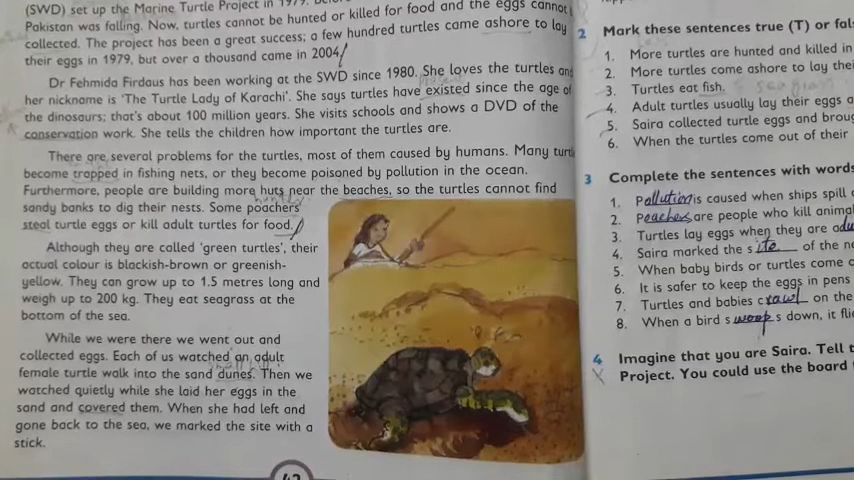 (SWD) set up the Marine Turtle Project in 1979.
Pakistan was falling. Now, turtles cannot be hunted or killed for food and the eggs cannot
collected. The project has been a great success; a few hundred turtles came ashore to lay
their eggs in 1979, but over a thousand came in 2004
Dr Fehmida Firdaus has been working at the SWD since 1980. She loves the turtles and
her nickname is 'The Turtle Lady of Karachi'. She says turtles have existed since the age of
the dinosaurs; that's about 100 million years. She visits schools and shows a DVD of the
conservation work. She tells the children how important the turtles are.
There are several problems for the turtles, most of them caused by humans. Many
become trapped in fishing nets, or they become poisoned by pollution in the ocean.
Furthermore, people are building more huts near the beaches, so the turtles cannot find
sandy banks to dig their nests. Some poachers
steal turtle eggs or kill adult turtles for food.
Although they are called 'green turtles', their
actual colour is blackish-brown or greenish-
yellow. They can grow up to 1.5 metres long and
weigh up to 200 kg. They eat seagrass at the
bottom of the sea.
While we were there we went out and
collected eggs. Each of us watched an adult
female turtle walk into the sand dunes. Then we
watched quietly while she laid her eggs in the
sand and covered them. When she had left and
gone back to the sea, we marked the site with a
stick.
2 Mark these sentences true (T) or
1. More turtles are hunted and killed in
2. More turtles come ashore to lay
3. Turtles eat fish.
4. Adult turtles usually lay their eggs
5. Saira collected turtle eggs and
6. When the turtles come out of their
3 Complete the sentences with words
1. Pollution is caused when ships spill
2. Peachers are people who kill
3. Turtles lay eggs when they are
4. Saira marked the site of the
5. When baby birds or turtles come
6. It is safer to keep the eggs in pens
7. Turtles and babies crawl on the
8. When a bird swoops down, it
4 Imagine that you are Saira. Tell
Project. You could use the board